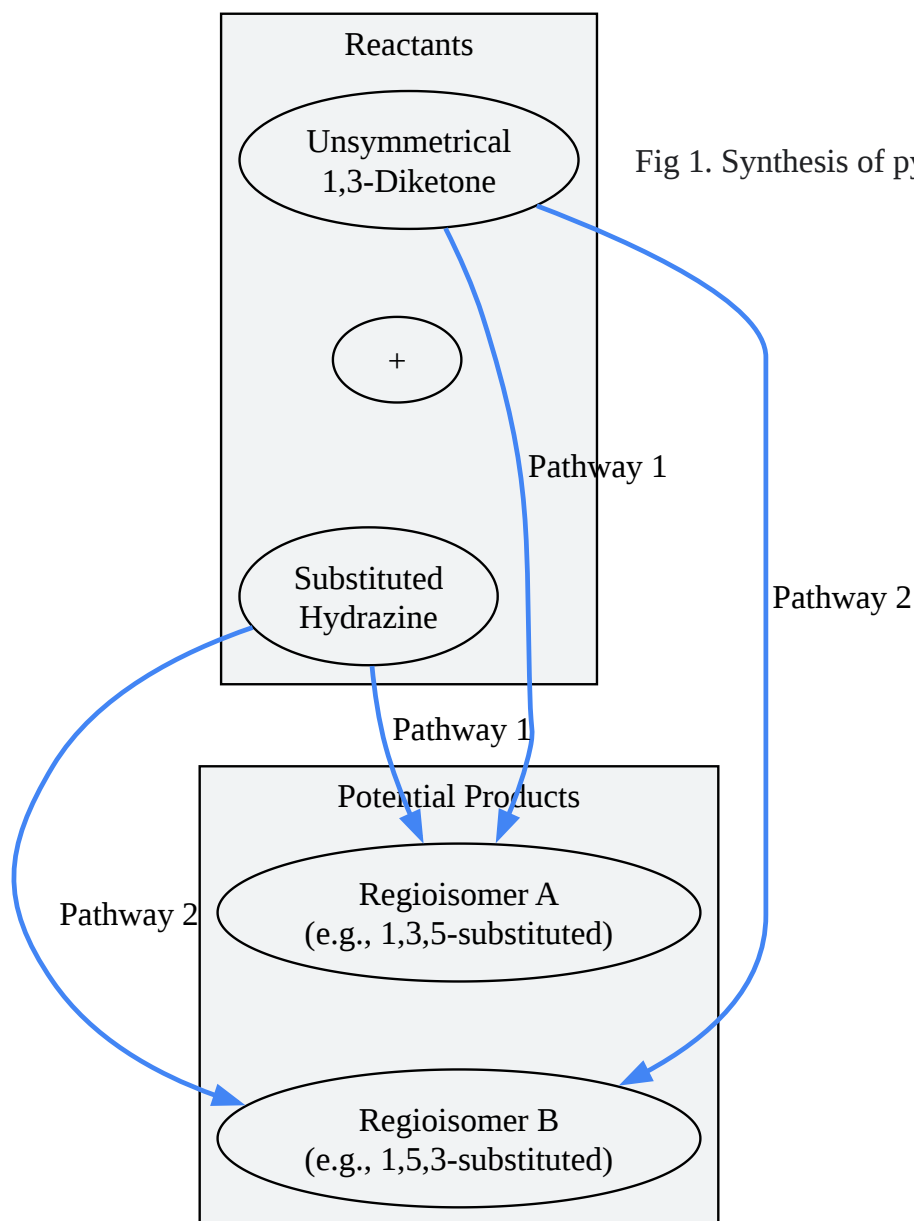 Reactants
Unsymmetrical
1,3-Diketone
Fig 1. Synthesis of
+
Pathway 1
Substituted
Hydrazine
Pathway 2
Pathway 1
Potential Products
Regioisomer A
(e.g., 1,3,5-substituted)
Pathway 2
Regioisomer B
(e.g., 1,5,3-substituted)